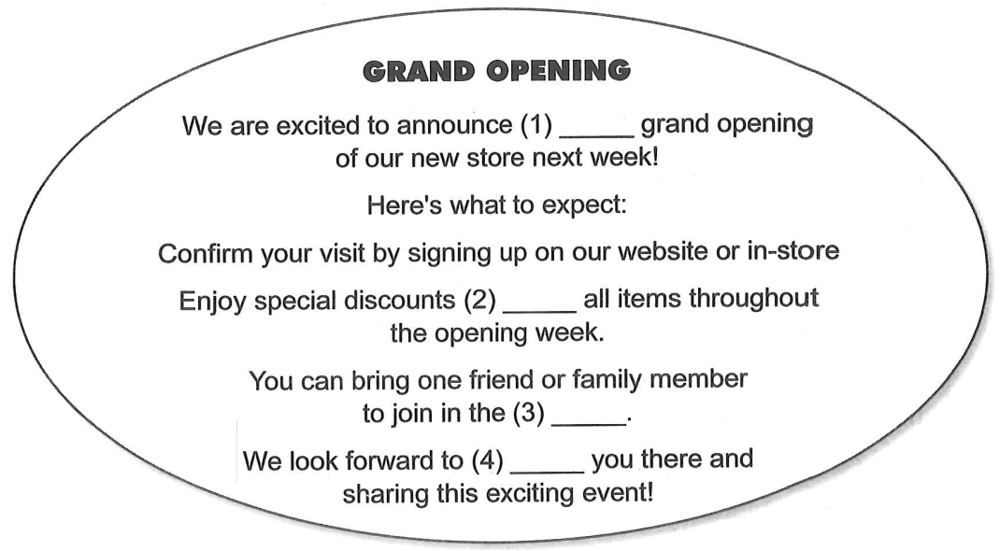 GRAND OPENING
We are excited to announce (1) _____ grand opening
of our new store next week!
Here's what to expect:
Confirm your visit by signing up on our website or in-store
Enjoy special discounts (2) _____ all items throughout
the opening week.
You can bring one friend or family member
to join in the (3) _____.
We look forward to (4) _____ you there and
sharing this exciting event!